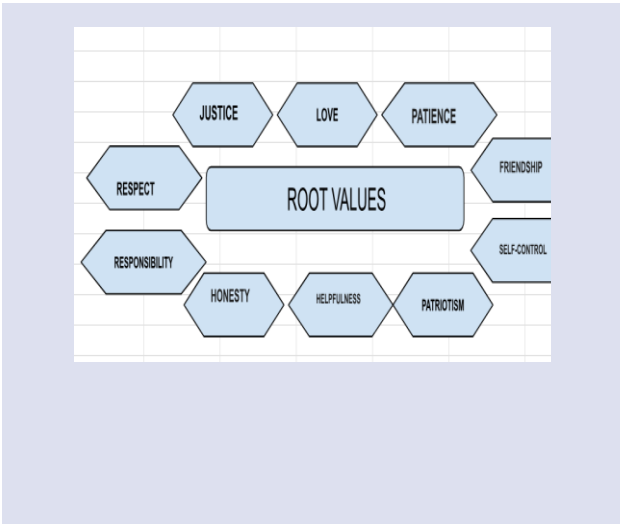 JUSTICE
LOVE
PATIENCE
FRIENDSHIP
RESPECT
ROOT VALUES
SELF-CONTROL
RESPONSIBILITY
HONESTY
HELPFULNESS
PATRIOTISM